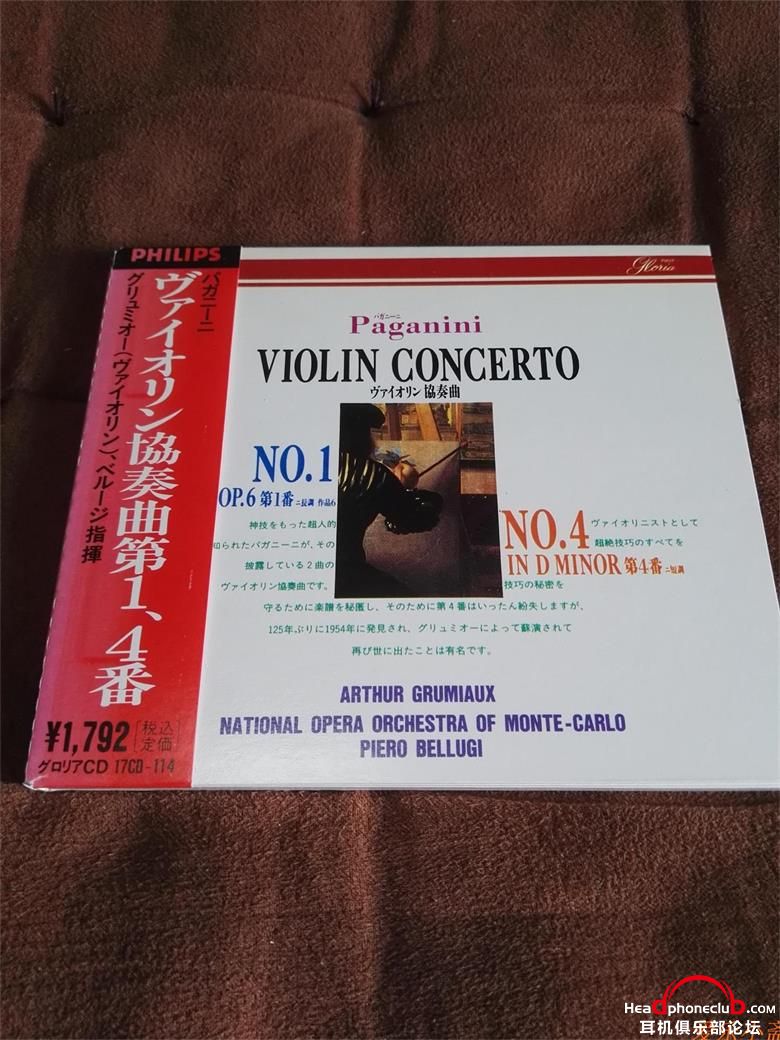 PHILIPS
パガニーニ
ヴァイオリン協奏曲第1、4番
グリュミオー(ヴァイオリン)、ベルージ指揮
¥1,792 [税込定価]
グロリアCD 17CD-114
Gloria
パガニーニ
Paganini
VIOLIN CONCERTO
ヴァイオリン協奏曲
NO.1
OP.6 第1番 ニ長調 作品6
神技をもった超人的
知られたパガニーニが、その
披露している2曲の
ヴァイオリン協奏曲です。
NO.4
IN D MINOR 第4番 ニ短調
ヴァイオリニストとして
超絶技巧のすべてを
技巧の秘密を
守るために楽譜を秘匿し、そのために第4番はいったん紛失しますが、
125年ぶりに1954年に発見され、グリュミオーによって蘇演されて
再び世に出たことは有名です。
ARTHUR GRUMIAUX
NATIONAL OPERA ORCHESTRA OF MONTE-CARLO
PIERO BELLUGI
Headphoneclub.com
耳机俱乐部论坛